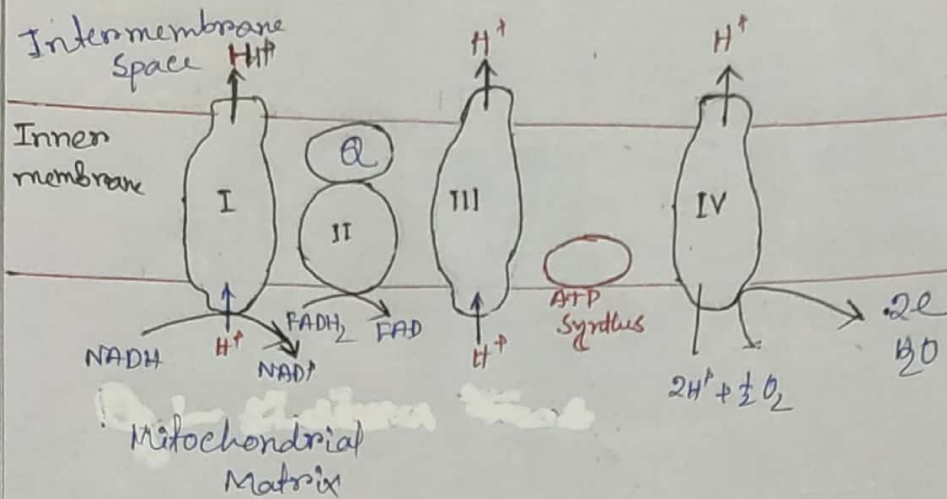 Intermembrane
Space
H+
H+
H+
Inner
membrane
Q
I
II
III
IV
ATP
Synthus
NADH
H+
NAD+
FADH2
FAD
H+
2H+ + ½ O2
2e
H2O
Mitochondrial
Matrix